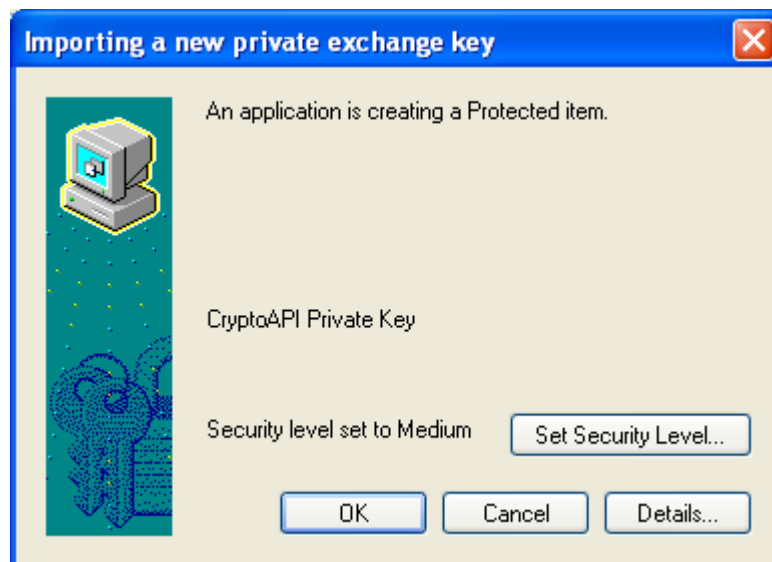 Importing a new private exchange key
An application is creating a Protected item.
CryptoAPI Private Key
Security level set to Medium
Set Security Level...
OK
Cancel
Details...